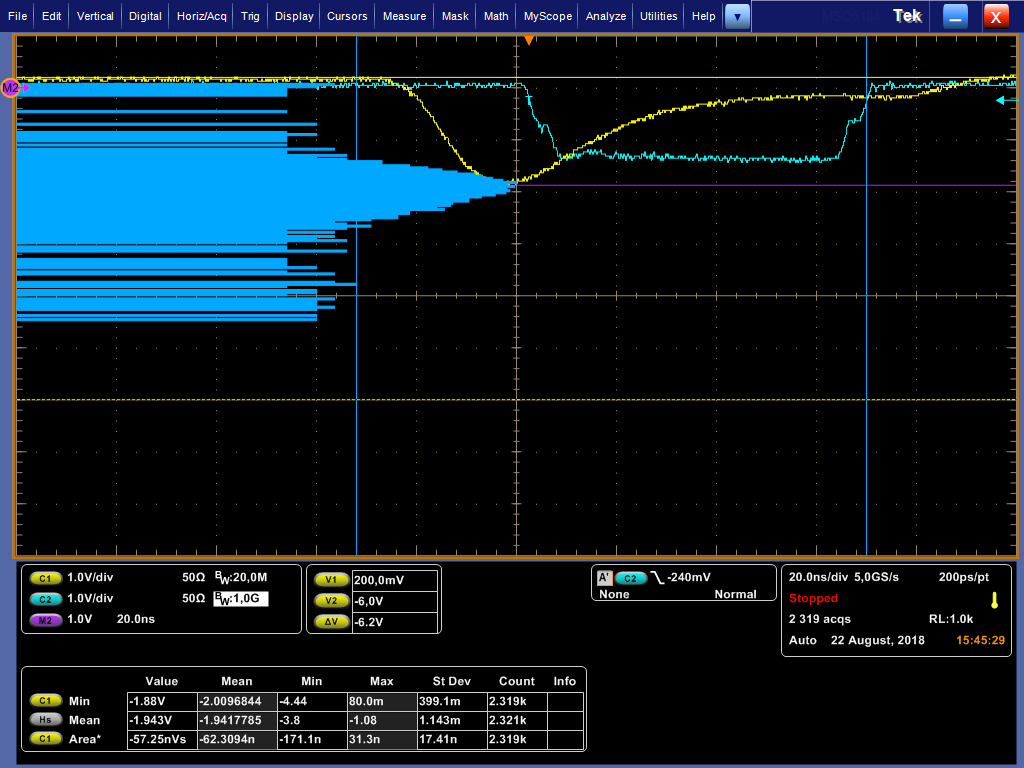 File Edit Vertical Digital Horiz/Acq Trig Display Cursors Measure Mask Math MyScope Analyze Utilities Help Tek X
M2
C1 1.0V/div 50Ω BW:20,0M
C2 1.0V/div 50Ω BW:1,0G
M2 1.0V 20.0ns
V1 200,0mV
V2 -6,0V
ΔV -6.2V
A' C2 -240mV
None Normal
20.0ns/div 5,0GS/s 200ps/pt
Stopped
2 319 acqs RL:1.0k
Auto 22 August, 2018 15:45:29
Value Mean Min Max St Dev Count Info
C1 Min -1.88V -2.0096844 -4.44 80.0m 399.1m 2.319k
Hs Mean -1.943V -1.9417785 -3.8 -1.08 1.143m 2.321k
C1 Area* -57.25nVs -62.3094n -171.1n 31.3n 17.41n 2.319k